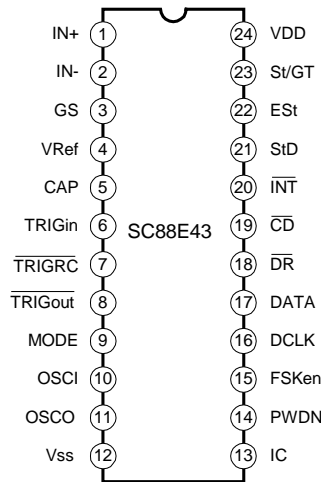 IN+ 1 24 VDD
IN- 2 23 St/GT
GS 3 22 ESt
VRef 4 21 StD
CAP 5 20 INT
TRIGin 6 SC88E43 19 CD
TRIGRC 7 18 DR
TRIGout 8 17 DATA
MODE 9 16 DCLK
OSCI 10 15 FSKen
OSCO 11 14 PWDN
Vss 12 13 IC